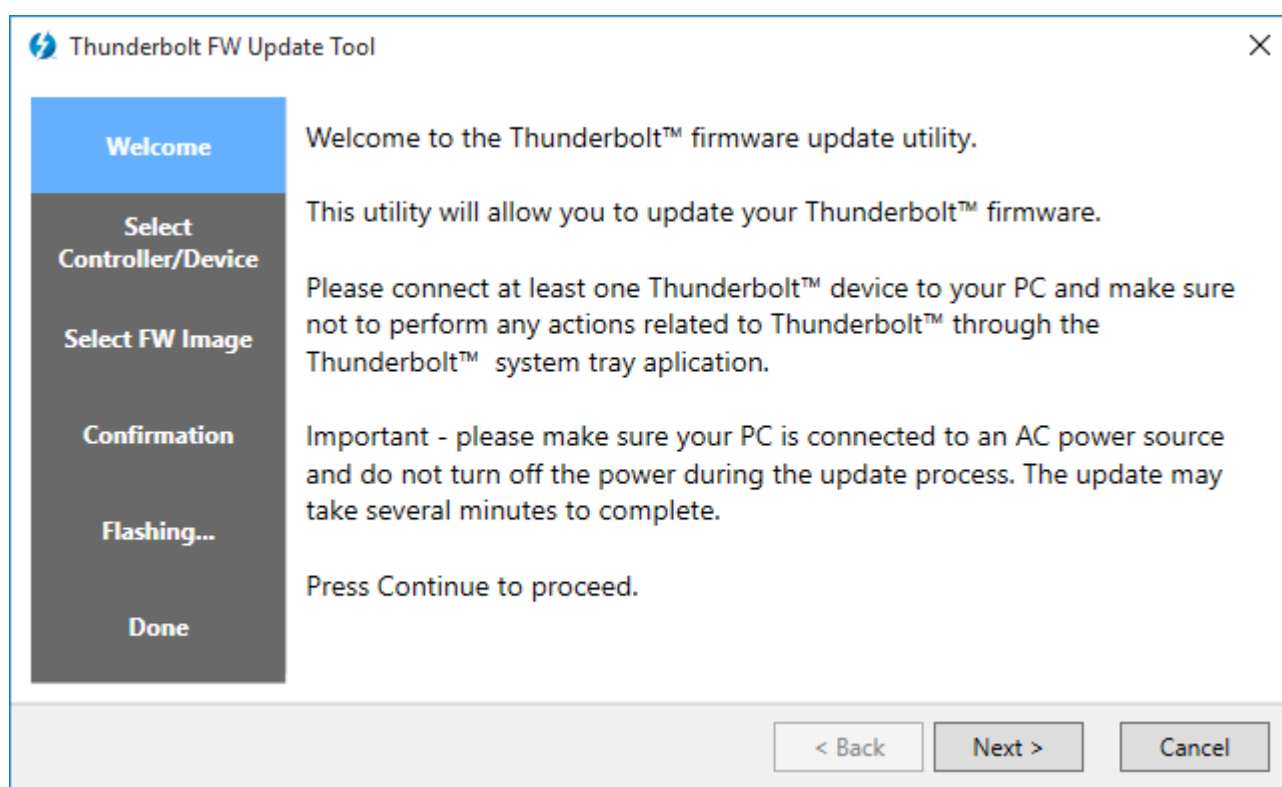 Thunderbolt FW Update Tool
Welcome
Select
Controller/Device
Select FW Image
Confirmation
Flashing...
Done
Welcome to the Thunderbolt™ firmware update utility.
This utility will allow you to update your Thunderbolt™ firmware.
Please connect at least one Thunderbolt™ device to your PC and make sure
not to perform any actions related to Thunderbolt™ through the
Thunderbolt™  system tray aplication.
Important - please make sure your PC is connected to an AC power source
and do not turn off the power during the update process. The update may
take several minutes to complete.
Press Continue to proceed.
< Back
Next >
Cancel